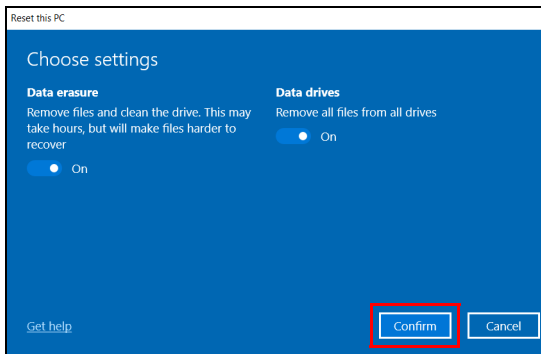 Reset this PC
Choose settings
Data erasure
Remove files and clean the drive. This may
take hours, but will make files harder to
recover
On
Data drives
Remove all files from all drives
On
Get help
Confirm
Cancel